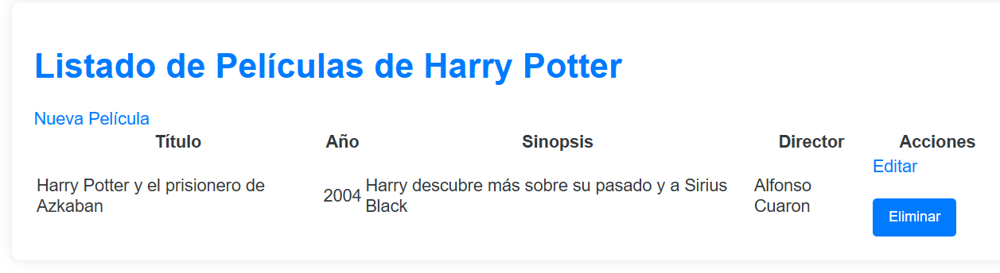 Listado de Películas de Harry Potter
Nueva Película
Título Año Sinopsis Director Acciones
Harry Potter y el prisionero de
Azkaban
2004
Harry descubre más sobre su pasado y a Sirius
Black
Alfonso
Cuaron
Editar
Eliminar